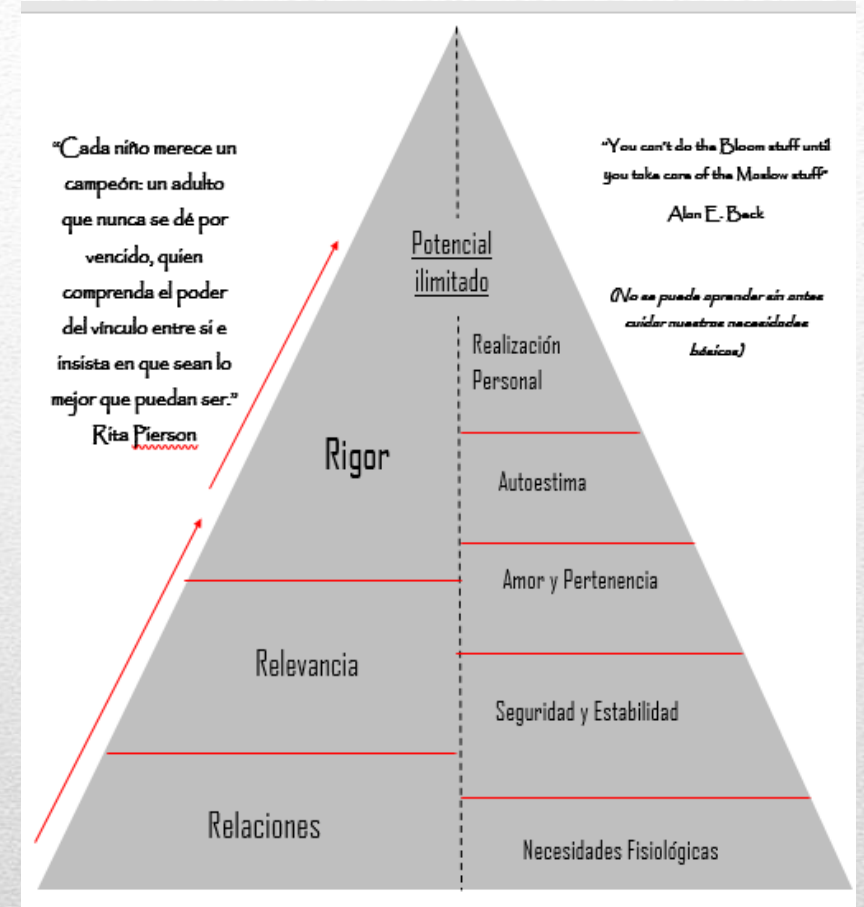 “Cada niño merece un
campeón: un adulto
que nunca se dé por
vencido, quien
comprenda el poder
del vínculo entre sí e
insista en que sean lo
mejor que puedan ser.”
Rita Pierson
“You can't do the Bloom stuff until
you take care of the Maslow stuff”
Alan E. Beck
(No se puede aprender sin antes
cuidar nuestras necesidades
básicas)
Potencial
ilimitado
Rigor
Relevancia
Relaciones
Realización
Personal
Autoestima
Amor y Pertenencia
Seguridad y Estabilidad
Necesidades Fisiológicas